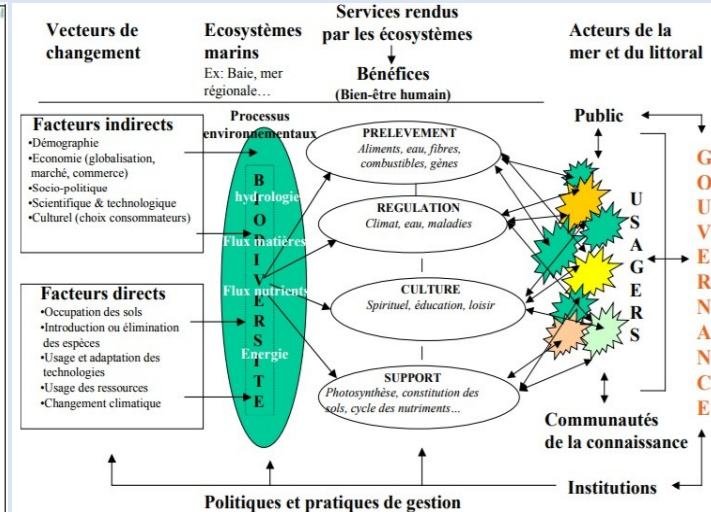 Vecteurs de
changement
Ecosystèmes
marins
Ex: Baie, mer
régionale…
Services rendus
par les écosystèmes
Bénéfices
(Bien-être humain)
Acteurs de la
mer et du littoral
Facteurs indirects
•Démographie
•Economie (globalisation,
marché, commerce)
•Socio-politique
•Scientifique & technologique
•Culturel (choix consommateurs)
Facteurs directs
•Occupation des sols
•Introduction ou élimination
des espèces
•Usage et adaptation des
technologies
•Usage des ressources
•Changement climatique
Processus
environnementaux
BIODIVERSITE
hydrologie
Flux matières
Flux nutrients
Energie
PRELEVEMENT
Aliments, eau, fibres,
combustibles, gènes
REGULATION
Climat, eau, maladies
CULTURE
Spirituel, éducation, loisir
SUPPORT
Photosynthèse, constitution des
sols, cycle des nutriments…
Public
USAGERS
Communautés
de la connaissance
GOUVERNANCE
Institutions
Politiques et pratiques de gestion